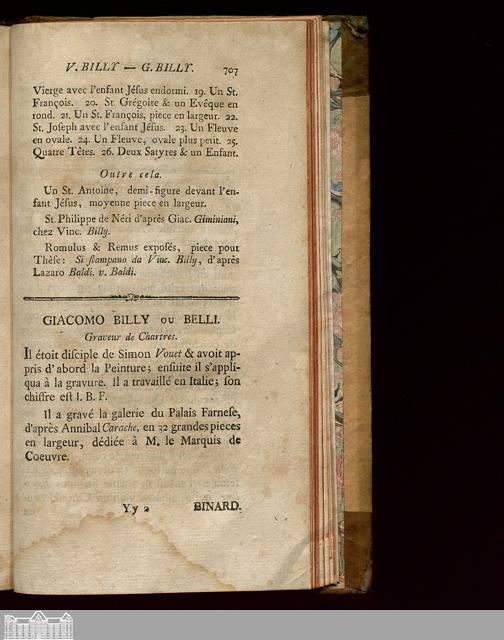 V. BILLY — G. BILLY. 707
Vierge avec l'enfant Jésus endormi. 19. Un St.
François. 20. St. Grégoire & un Evêque en
rond. 21. Un St. François, piece en largeur. 22.
St. Joseph avec l'enfant Jésus. 23. Un Fleuve
en ovale. 24. Un Fleuve, ovale plus petit. 25.
Quatre Têtes. 26. Deux Satyres & un Enfant.
Outre cela.
Un St. Antoine, demi-figure devant l'en-
fant Jésus, moyenne piece en largeur.
St. Philippe de Néri d'après Giac. Giminiani,
chez Vinc. Billy.
Romulus & Remus exposés, piece pour
Thêse: Si ſtampano da Vinc. Billy, d'après
Lazaro Baldi. v. Baldi.
GIACOMO BILLY OU BELLI.
Graveur de Chartres.
Il étoit diſciple de Simon Vouet & avoit ap-
pris d'abord la Peinture; enſuite il s'appli-
qua à la gravure. Il a travaillé en Italie; ſon
chiffre eſt I. B. F.
Il a gravé la galerie du Palais Farneſe,
d'après Annibal Carache, en 32 grandes pieces
en largeur, dédiée à M. le Marquis de
Coeuvre.
Yy 2 BINARD.